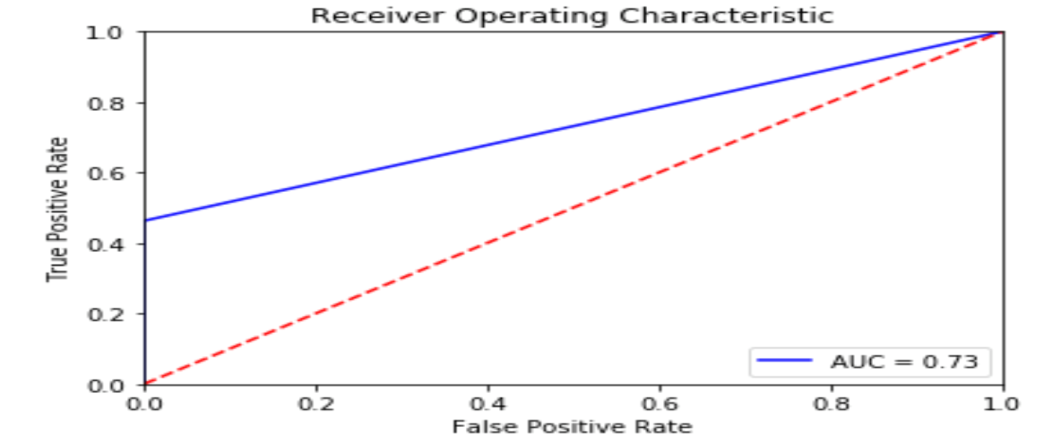 Receiver Operating Characteristic
1.0
0.8
0.6
0.4
0.2
0.0
True Positive Rate
AUC = 0.73
0.0 0.2 0.4 0.6 0.8 1.0
False Positive Rate